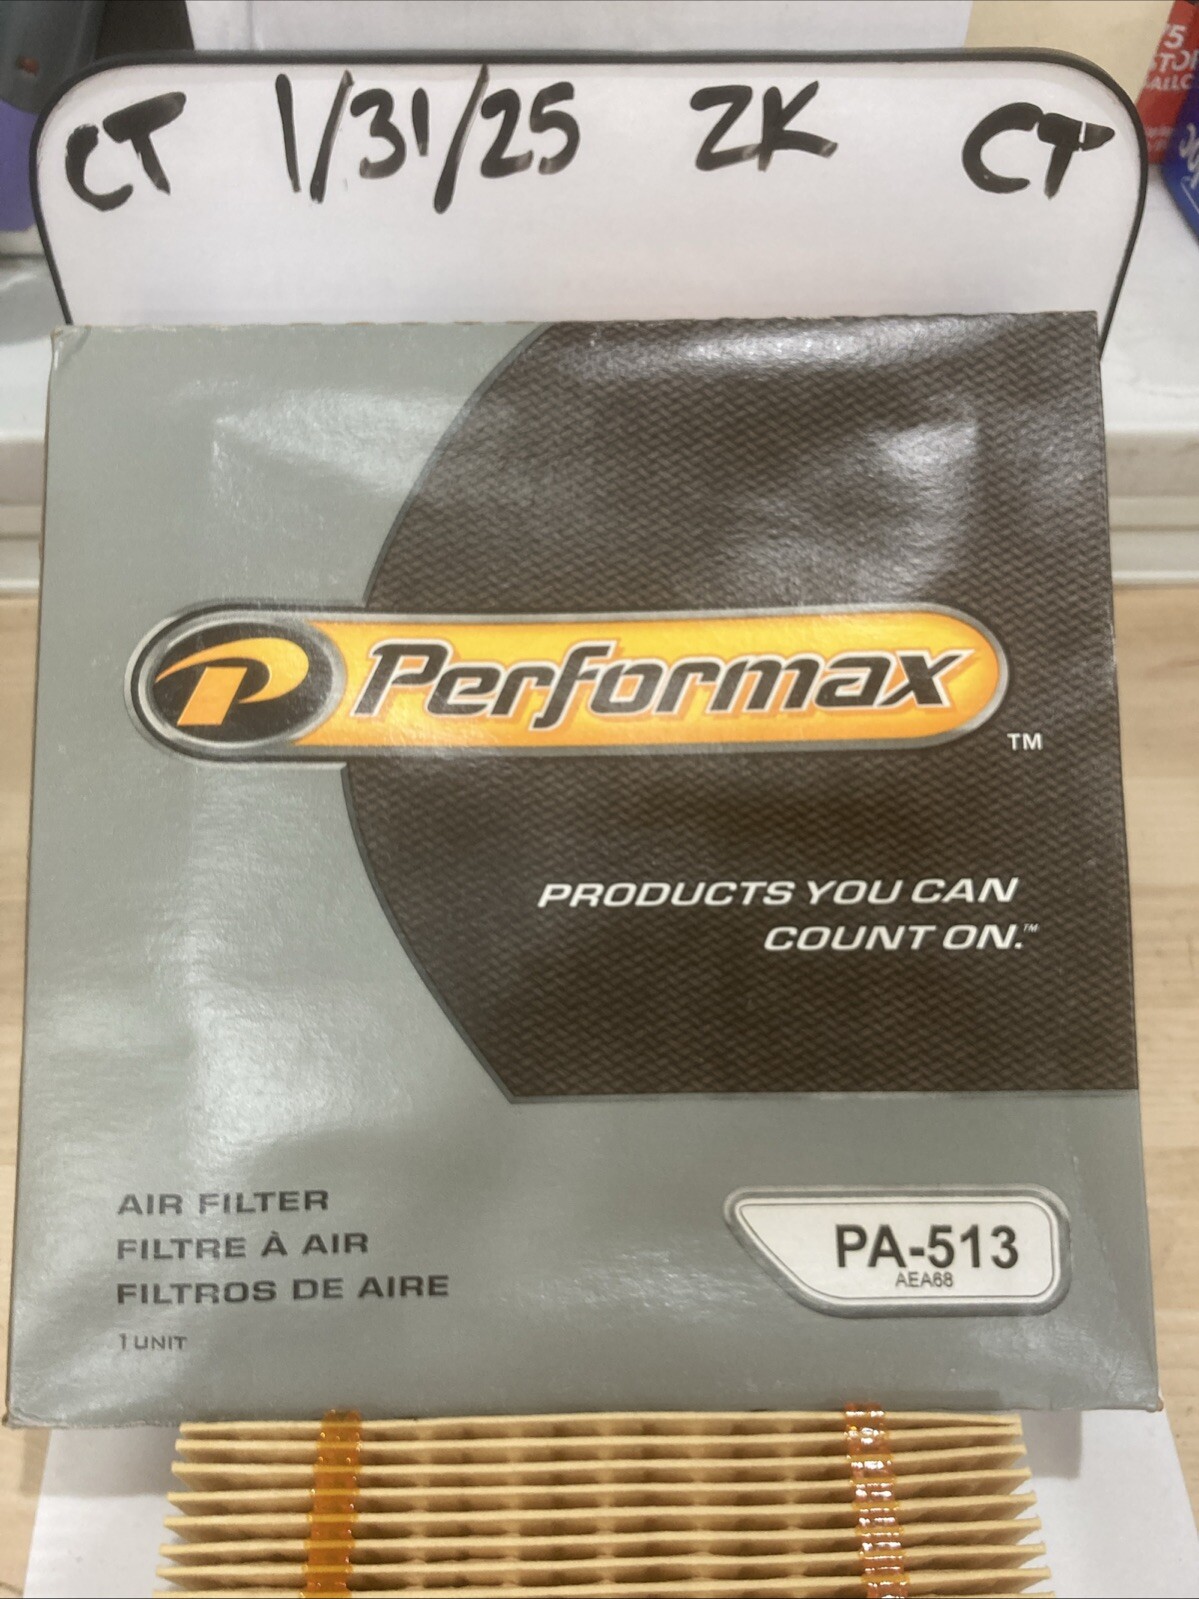 CT 1/31/25 ZK CT
Performax
TM
PRODUCTS YOU CAN
COUNT ON.™
AIR FILTER
FILTRE À AIR
FILTROS DE AIRE
1 UNIT
PA-513
AEA68